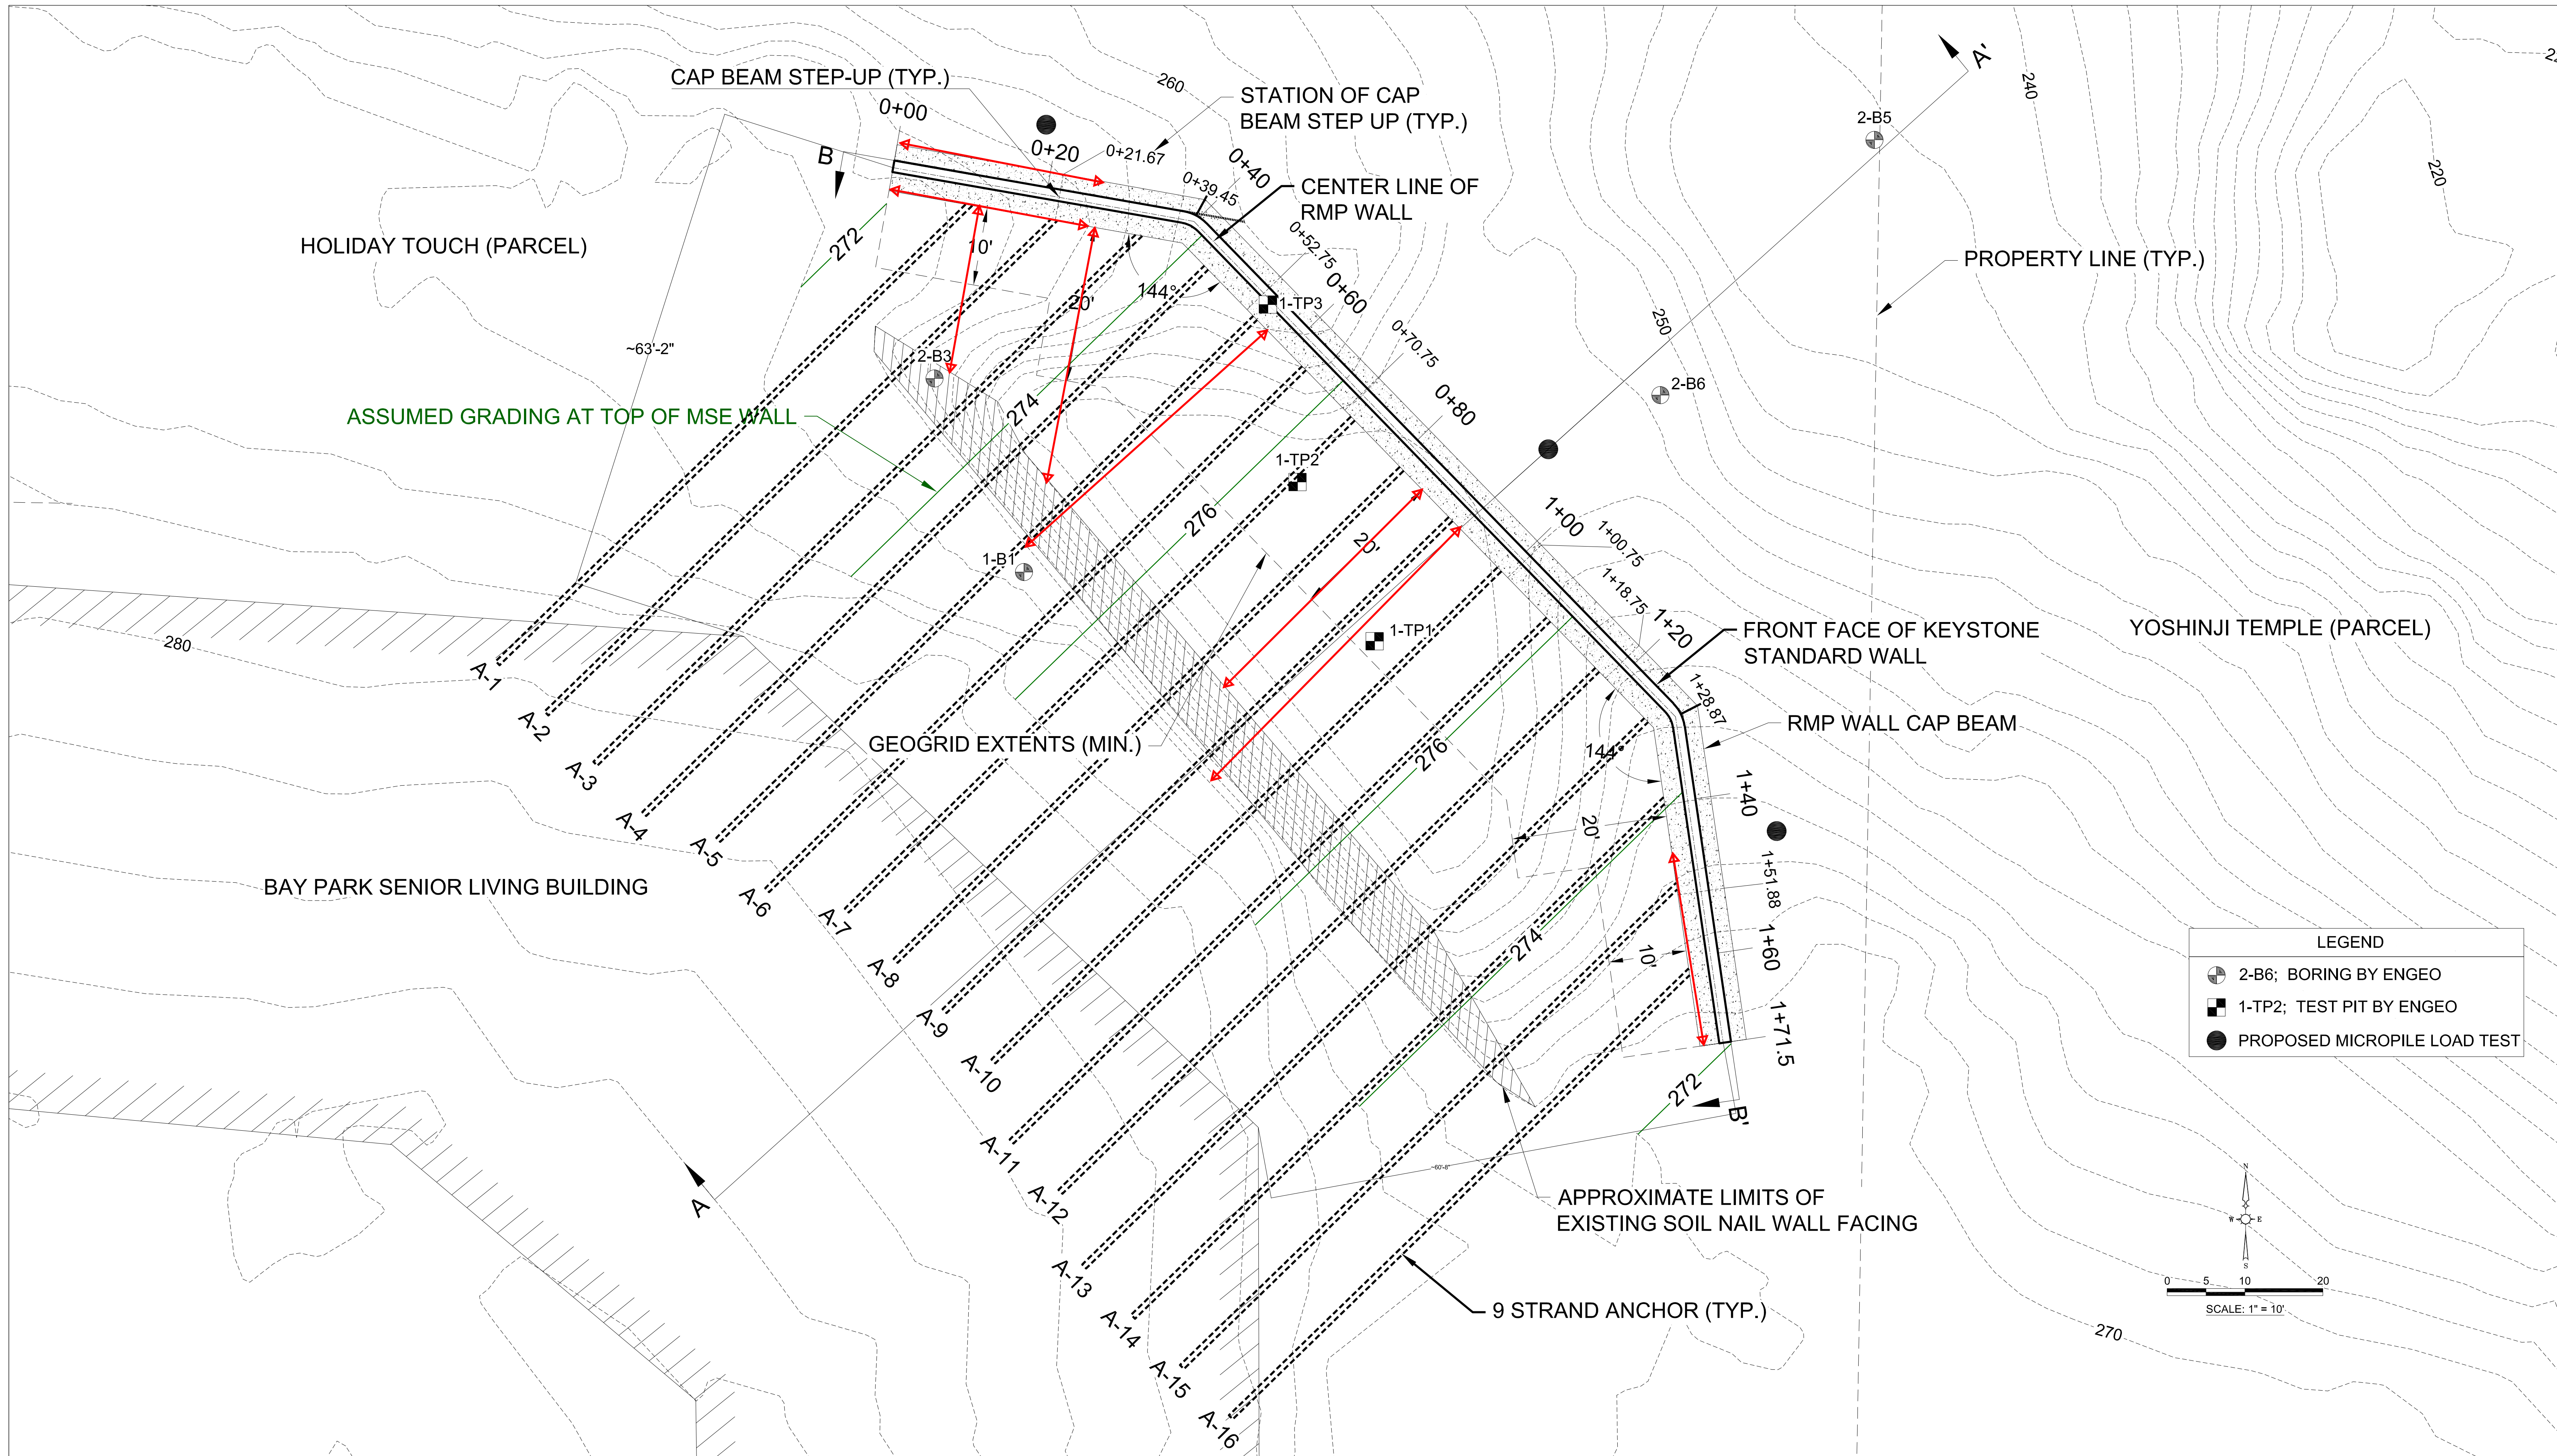 CAP BEAM STEP-UP (TYP.)
0+00
260
STATION OF CAP
BEAM STEP UP (TYP.)
A'
240
2-B5
220
B
0+20
0+21.67
0+40
0+39.45
CENTER LINE OF
RMP WALL
HOLIDAY TOUCH (PARCEL)
272
10'
0+52.75
PROPERTY LINE (TYP.)
144°
20'
1-TP3
0+60
250
~63'-2"
2-B3
0+70.75
2-B6
ASSUMED GRADING AT TOP OF MSE WALL
274
0+80
1-TP2
276
1-B1
20'
1+00
1+00.75
1+18.75
1+20
280
1-TP1
FRONT FACE OF KEYSTONE
STANDARD WALL
YOSHINJI TEMPLE (PARCEL)
A-1
A-2
1+28.87
RMP WALL CAP BEAM
GEOGRID EXTENTS (MIN.)
276
144°
A-3
1+40
A-4
20'
A-5
BAY PARK SENIOR LIVING BUILDING
1+51.88
A-6
A-7
274
10'
1+60
A-8
LEGEND
2-B6; BORING BY ENGEO
1-TP2; TEST PIT BY ENGEO
PROPOSED MICROPILE LOAD TEST
A-9
1+71.5
A-10
272
B'
A-11
~60'-8"
A
A-12
APPROXIMATE LIMITS OF
EXISTING SOIL NAIL WALL FACING
N
W
E
S
A-13
0 5 10 20
SCALE: 1" = 10'
A-14
9 STRAND ANCHOR (TYP.)
270
A-15
A-16